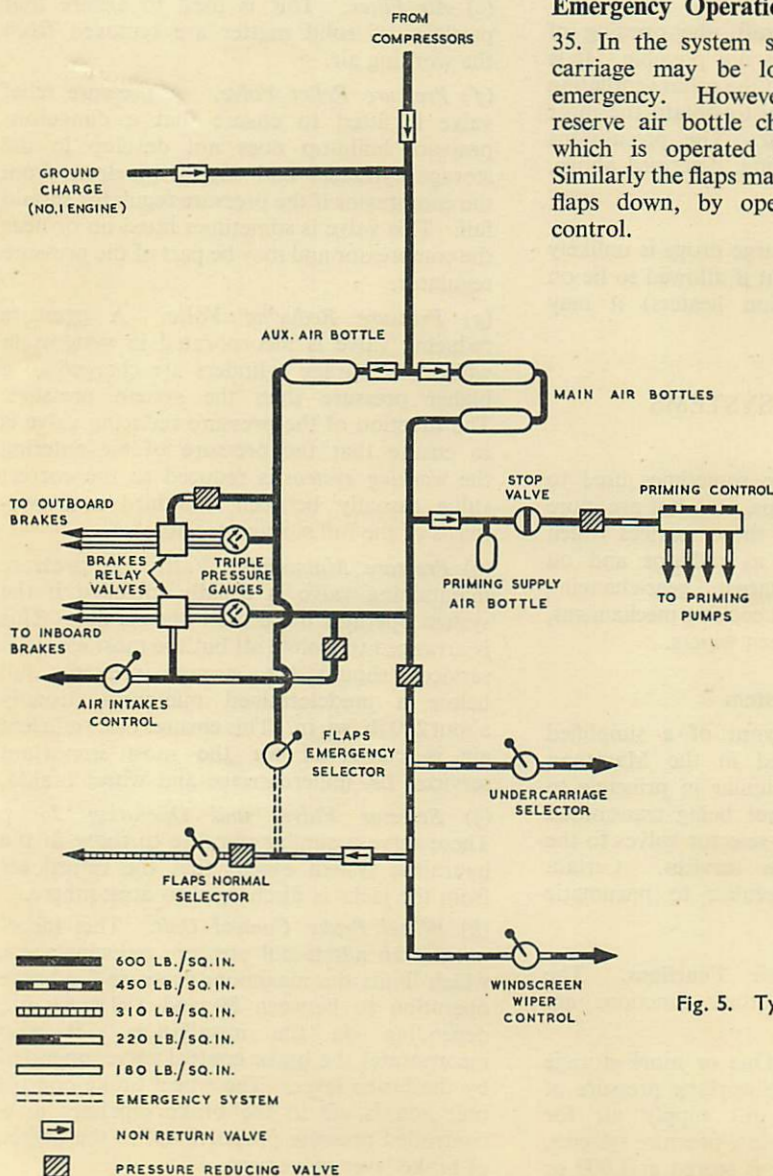 FROM
COMPRESSORS
GROUND
CHARGE
(NO.1 ENGINE)
AUX. AIR BOTTLE
MAIN AIR BOTTLES
STOP
VALVE
PRIMING CONTROL
TO OUTBOARD
BRAKES
BRAKES
RELAY
VALVES
TRIPLE
PRESSURE
GAUGES
PRIMING SUPPLY
AIR BOTTLE
TO PRIMING
PUMPS
TO INBOARD
BRAKES
AIR INTAKES
CONTROL
FLAPS
EMERGENCY
SELECTOR
UNDERCARRIAGE
SELECTOR
FLAPS NORMAL
SELECTOR
WINDSCREEN
WIPER
CONTROL
600 LB./SQ.IN.
450 LB./SQ.IN.
310 LB./SQ.IN.
220 LB./SQ.IN.
180 LB./SQ.IN.
EMERGENCY SYSTEM
NON RETURN VALVE
PRESSURE REDUCING VALVE
Emergency Operatio
35. In the system s
carriage may be lo
emergency. Howeve
reserve air bottle ch
which is operated
Similarly the flaps ma
flaps down, by ope
control.
Fig. 5. Ty